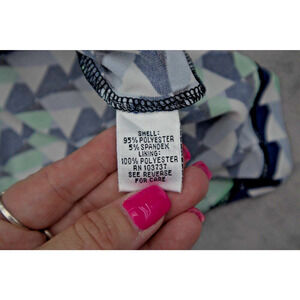 SHELL:
95% POLYESTER
5% SPANDEX
LINING:
100% POLYESTER
RN 103737
SEE REVERSE
FOR CARE